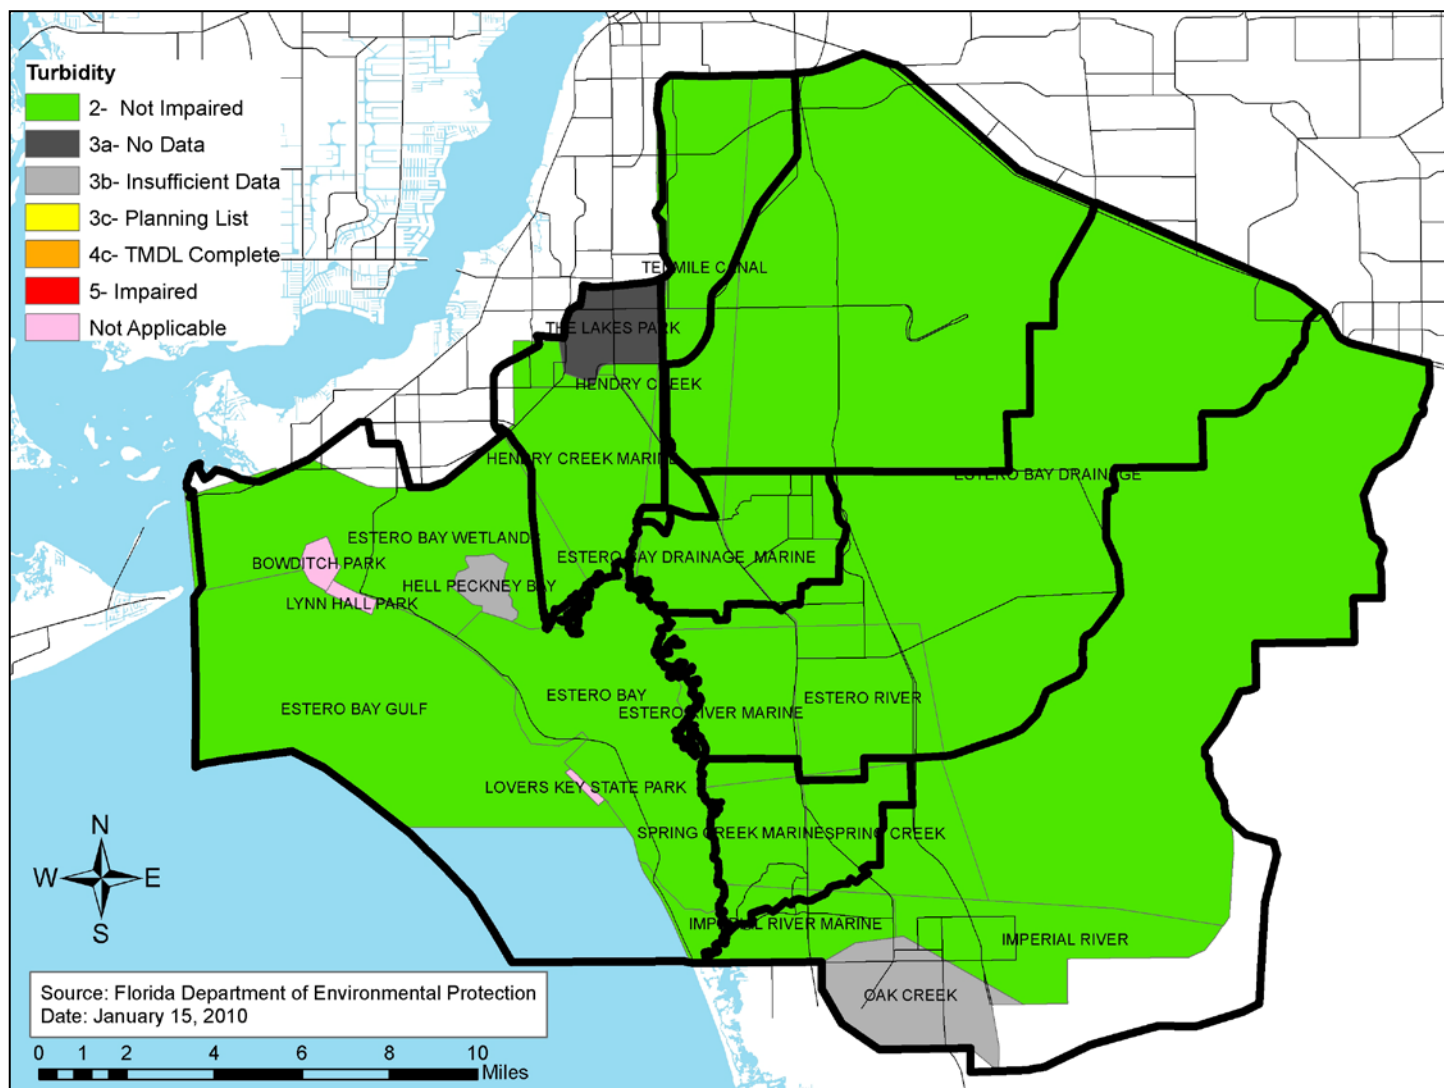 Turbidity
2- Not Impaired
3a- No Data
3b- Insufficient Data
3c- Planning List
4c- TMDL Complete
5- Impaired
Not Applicable
TENMILE CANAL
THE LAKES PARK
HENDRY CREEK
HENDRY CREEK MARINE
ESTERO BAY DRAINAGE
ESTERO BAY WETLANDS
BOWDITCH PARK
ESTERO BAY DRAINAGE MARINE
HELL PECKNEY BAY
LYNN HALL PARK
ESTERO BAY
ESTERO RIVER
ESTERO BAY GULF
ESTERO RIVER MARINE
LOVERS KEY STATE PARK
SPRING CREEK MARINE
SPRING CREEK
IMPERIAL RIVER MARINE
IMPERIAL RIVER
OAK CREEK
N
W E
S
Source: Florida Department of Environmental Protection
Date: January 15, 2010
0 1 2 4 6 8 10
Miles